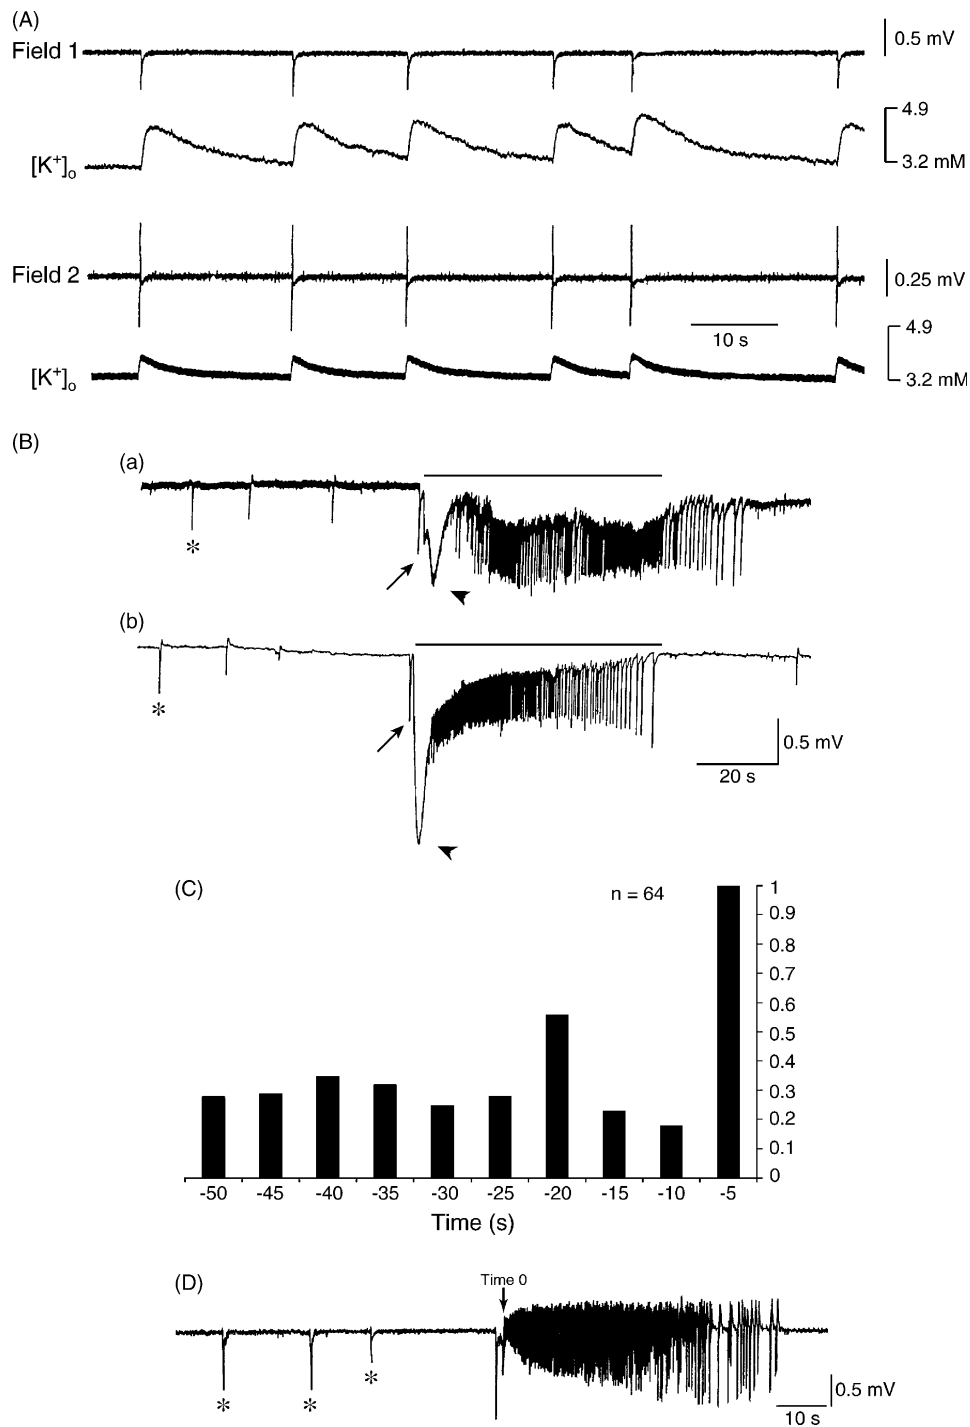 (A)
Field 1
0.5 mV
[K+]o
4.9
3.2 mM
Field 2
0.25 mV
10 s
[K+]o
4.9
3.2 mM
(B)
(a)
*
(b)
*
0.5 mV
20 s
(C)
n = 64
1
0.9
0.8
0.7
0.6
0.5
0.4
0.3
0.2
0.1
0
-50 -45 -40 -35 -30 -25 -20 -15 -10 -5
Time (s)
(D)
Time 0
* * *
0.5 mV
10 s